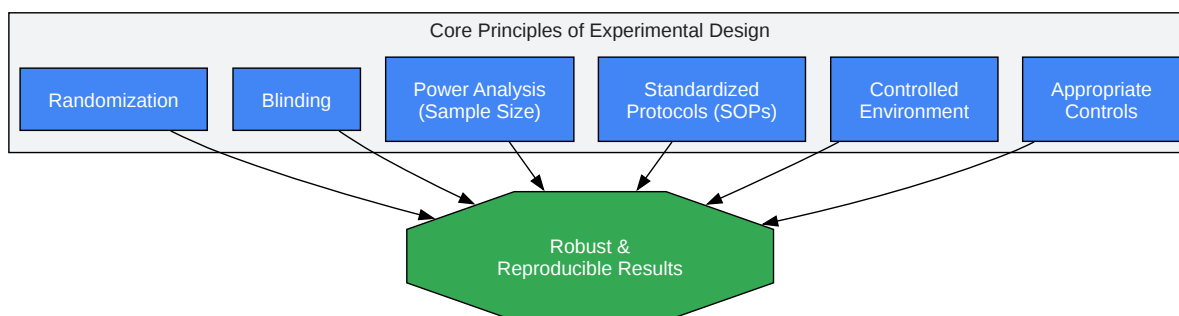 Core Principles of Experimental Design
Randomization
Blinding
Power Analysis
(Sample Size)
Standardized
Protocols (SOPs)
Controlled
Environment
Appropriate
Controls
Robust &
Reproducible Results